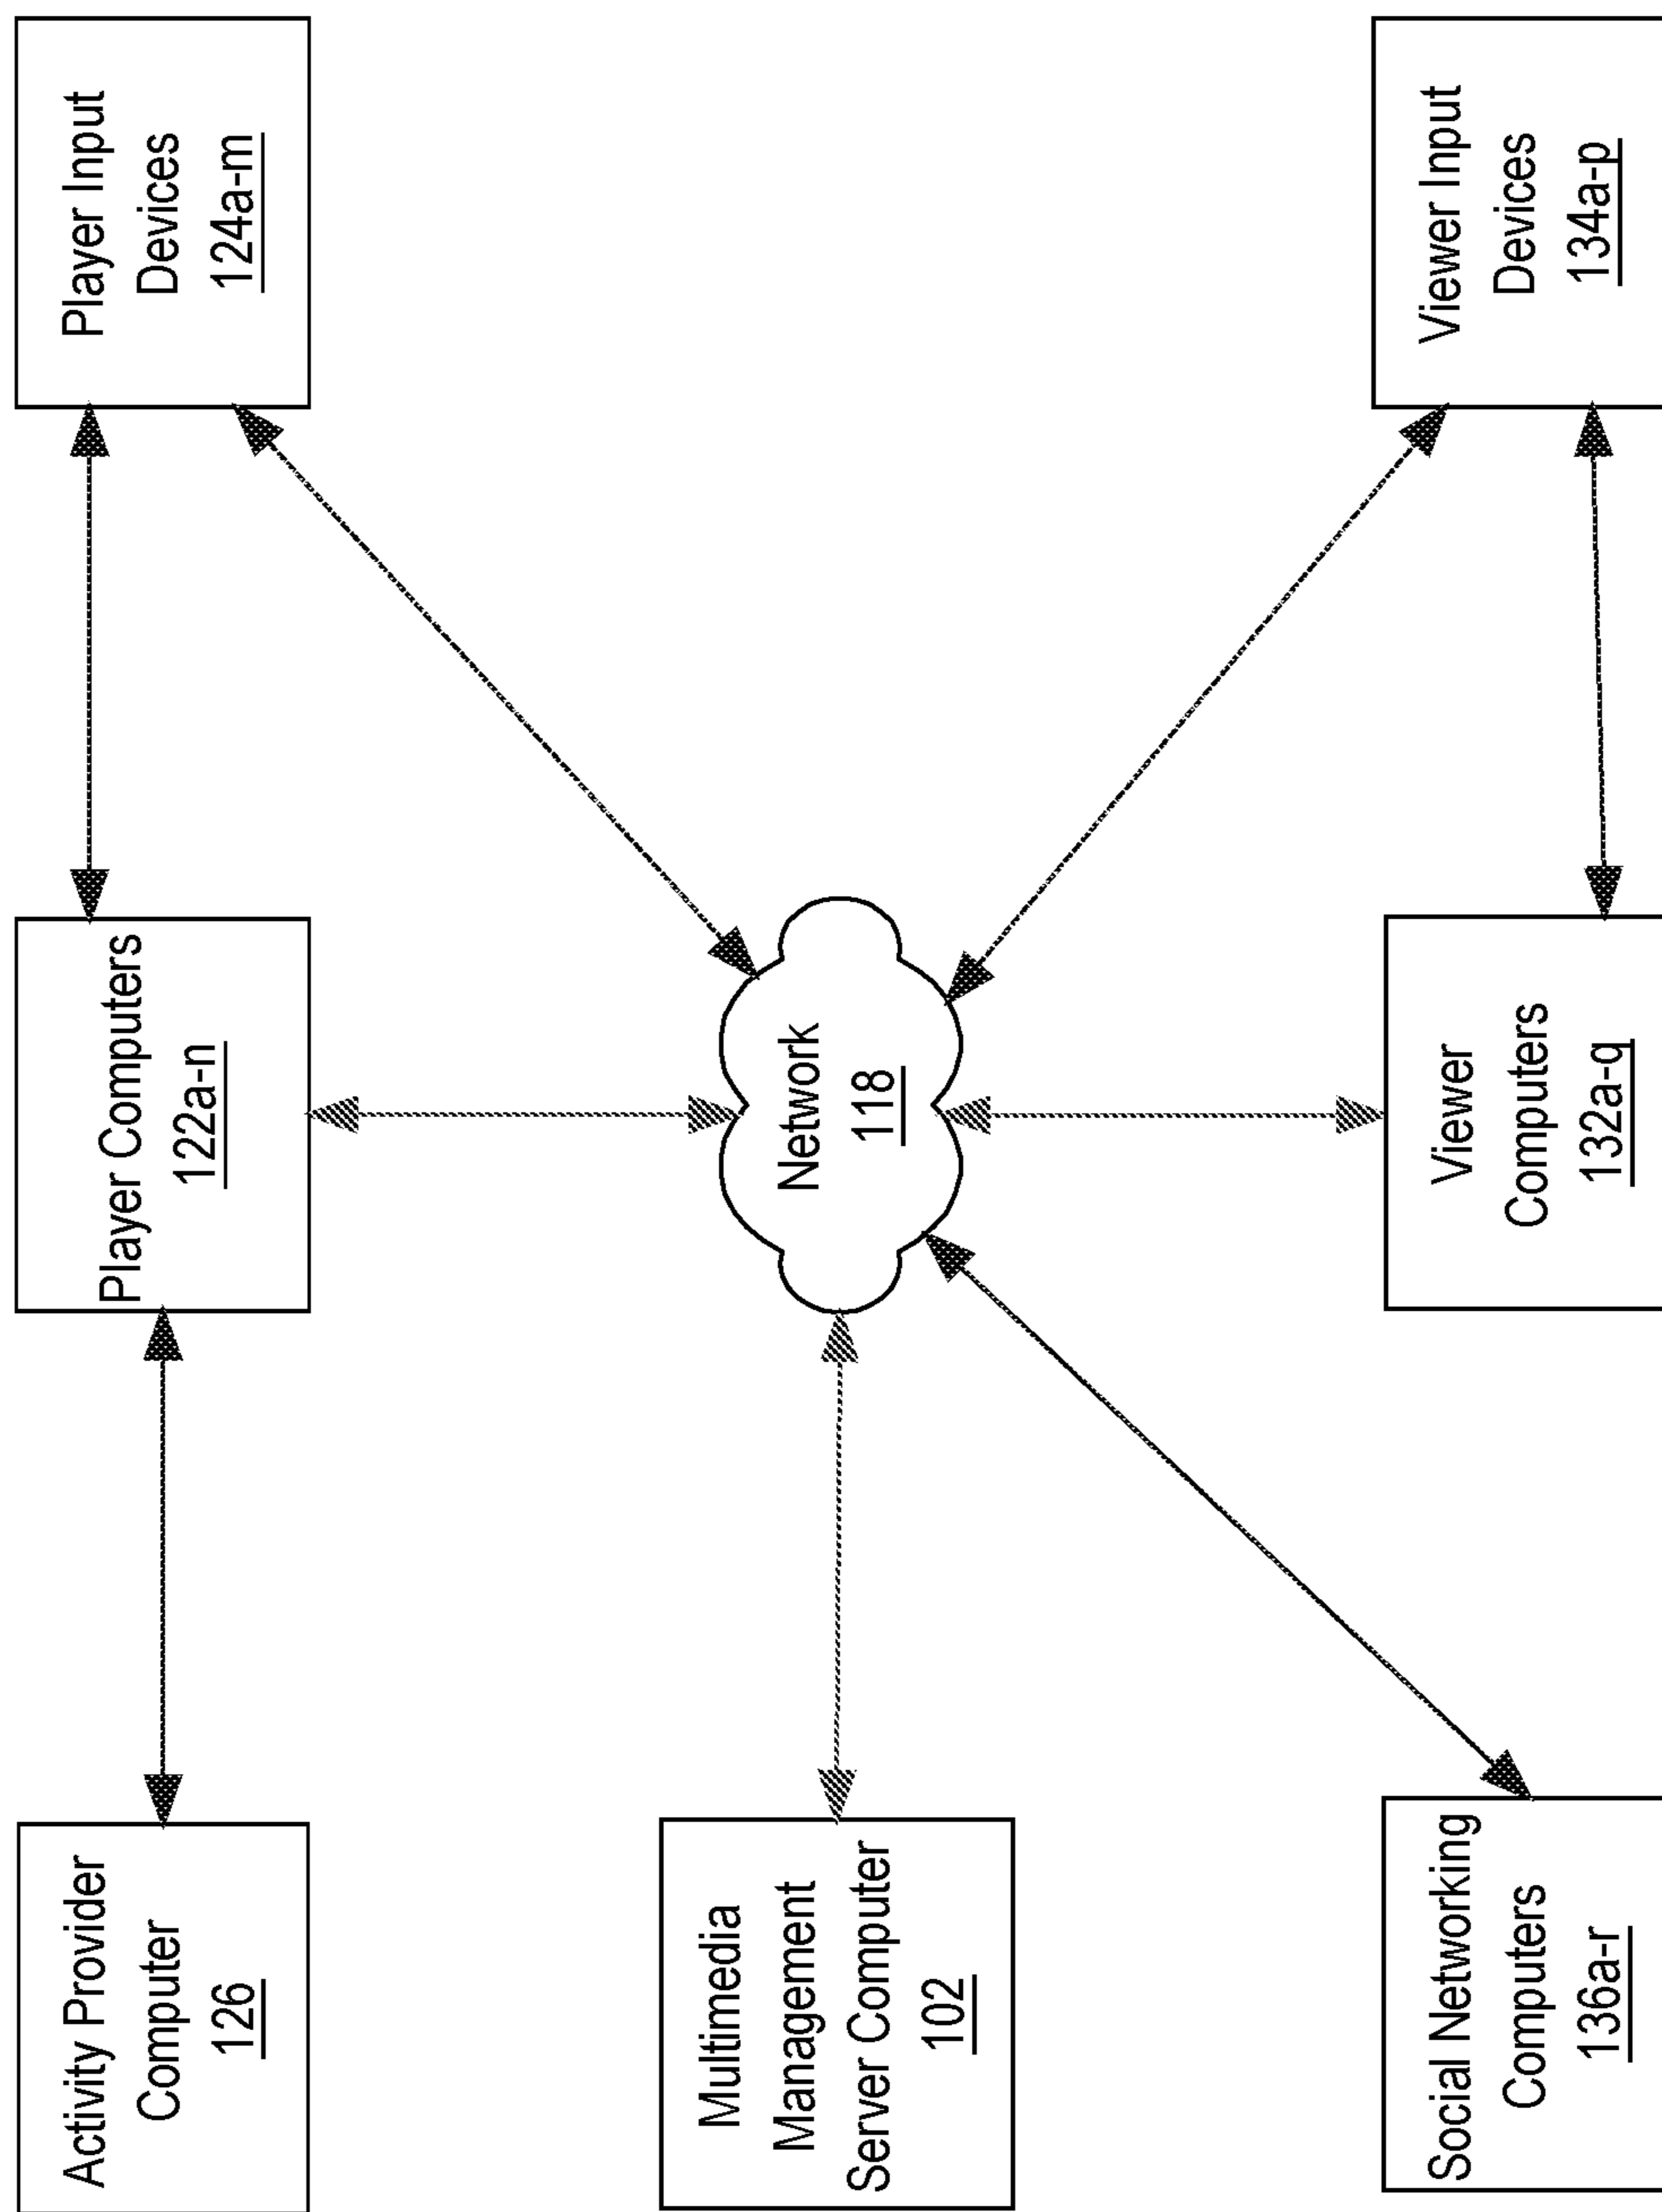 Activity Provider
Computer
126
Player Computers
122a-n
Player Input
Devices
124a-m
Multimedia
Management
Server Computer
102
Network
118
Social Networking
Computers
136a-r
Viewer
Computers
132a-q
Viewer Input
Devices
134a-p